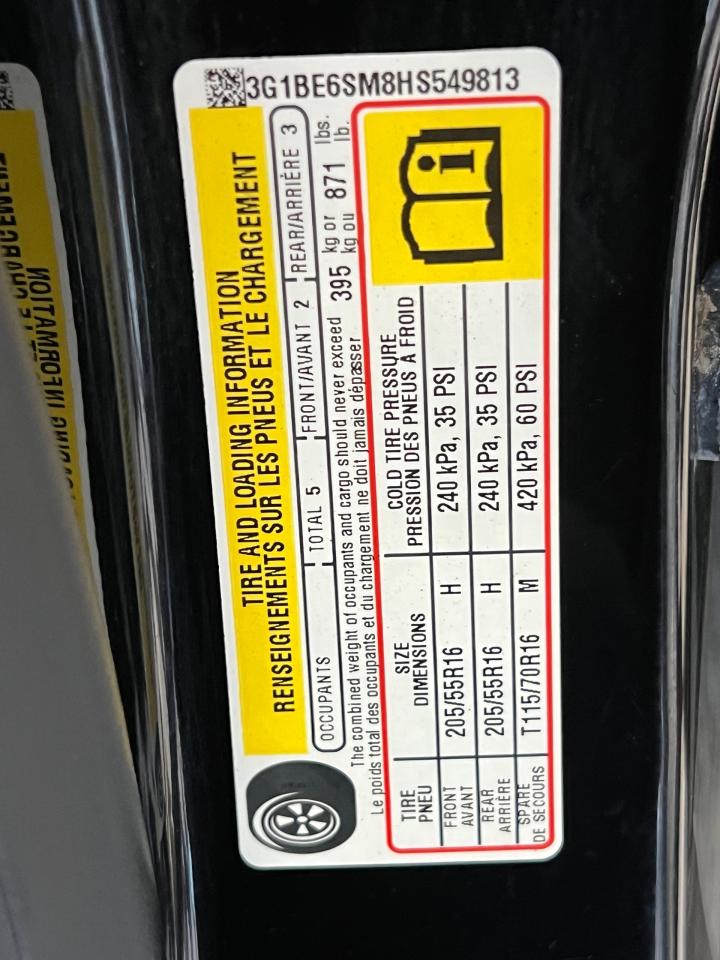 3G1BE6SM8HS549813
TIRE AND LOADING INFORMATION
RENSEIGNEMENTS SUR LES PNEUS ET LE CHARGEMENT
OCCUPANTS TOTAL 5 FRONT/AVANT 2 REAR/ARRIÈRE 3
The combined weight of occupants and cargo should never exceed 395 kg or 871 lbs.
Le poids total des occupants et du chargement ne doit jamais dépasser kg ou lb.
TIRE SIZE COLD TIRE PRESSURE
PNEU DIMENSIONS PRESSION DES PNEUS À FROID
FRONT
AVANT 205/55R16 H 240 kPa, 35 PSI
REAR
ARRIÈRE 205/55R16 H 240 kPa, 35 PSI
SPARE
DE SECOURS T115/70R16 M 420 kPa, 60 PSI
i